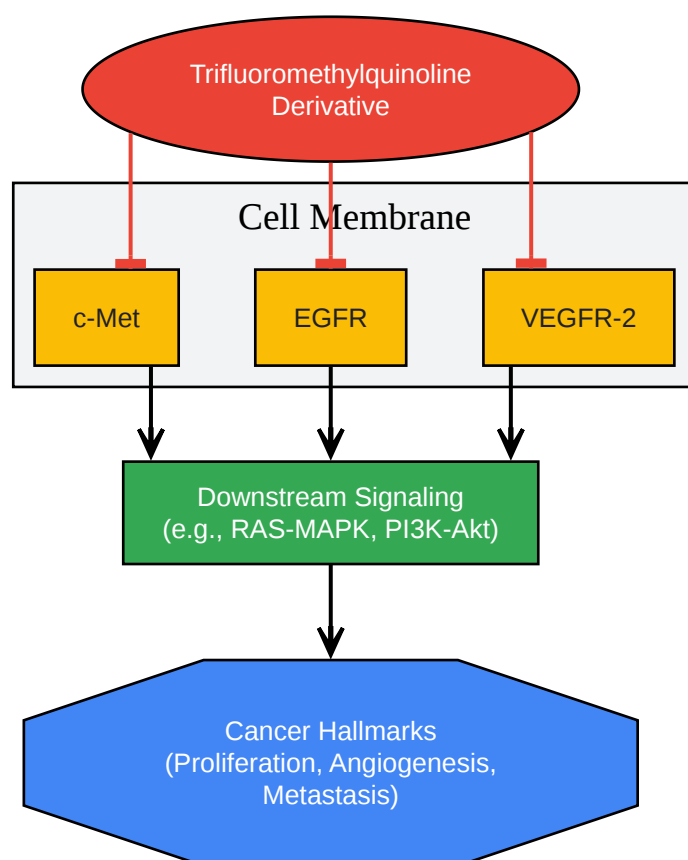 Trifluoromethylquinoline
Derivative
Cell Membrane
c-Met
EGFR
VEGFR-2
Downstream Signaling
(e.g., RAS-MAPK, PI3K-Akt)
Cancer Hallmarks
(Proliferation, Angiogenesis,
Metastasis)